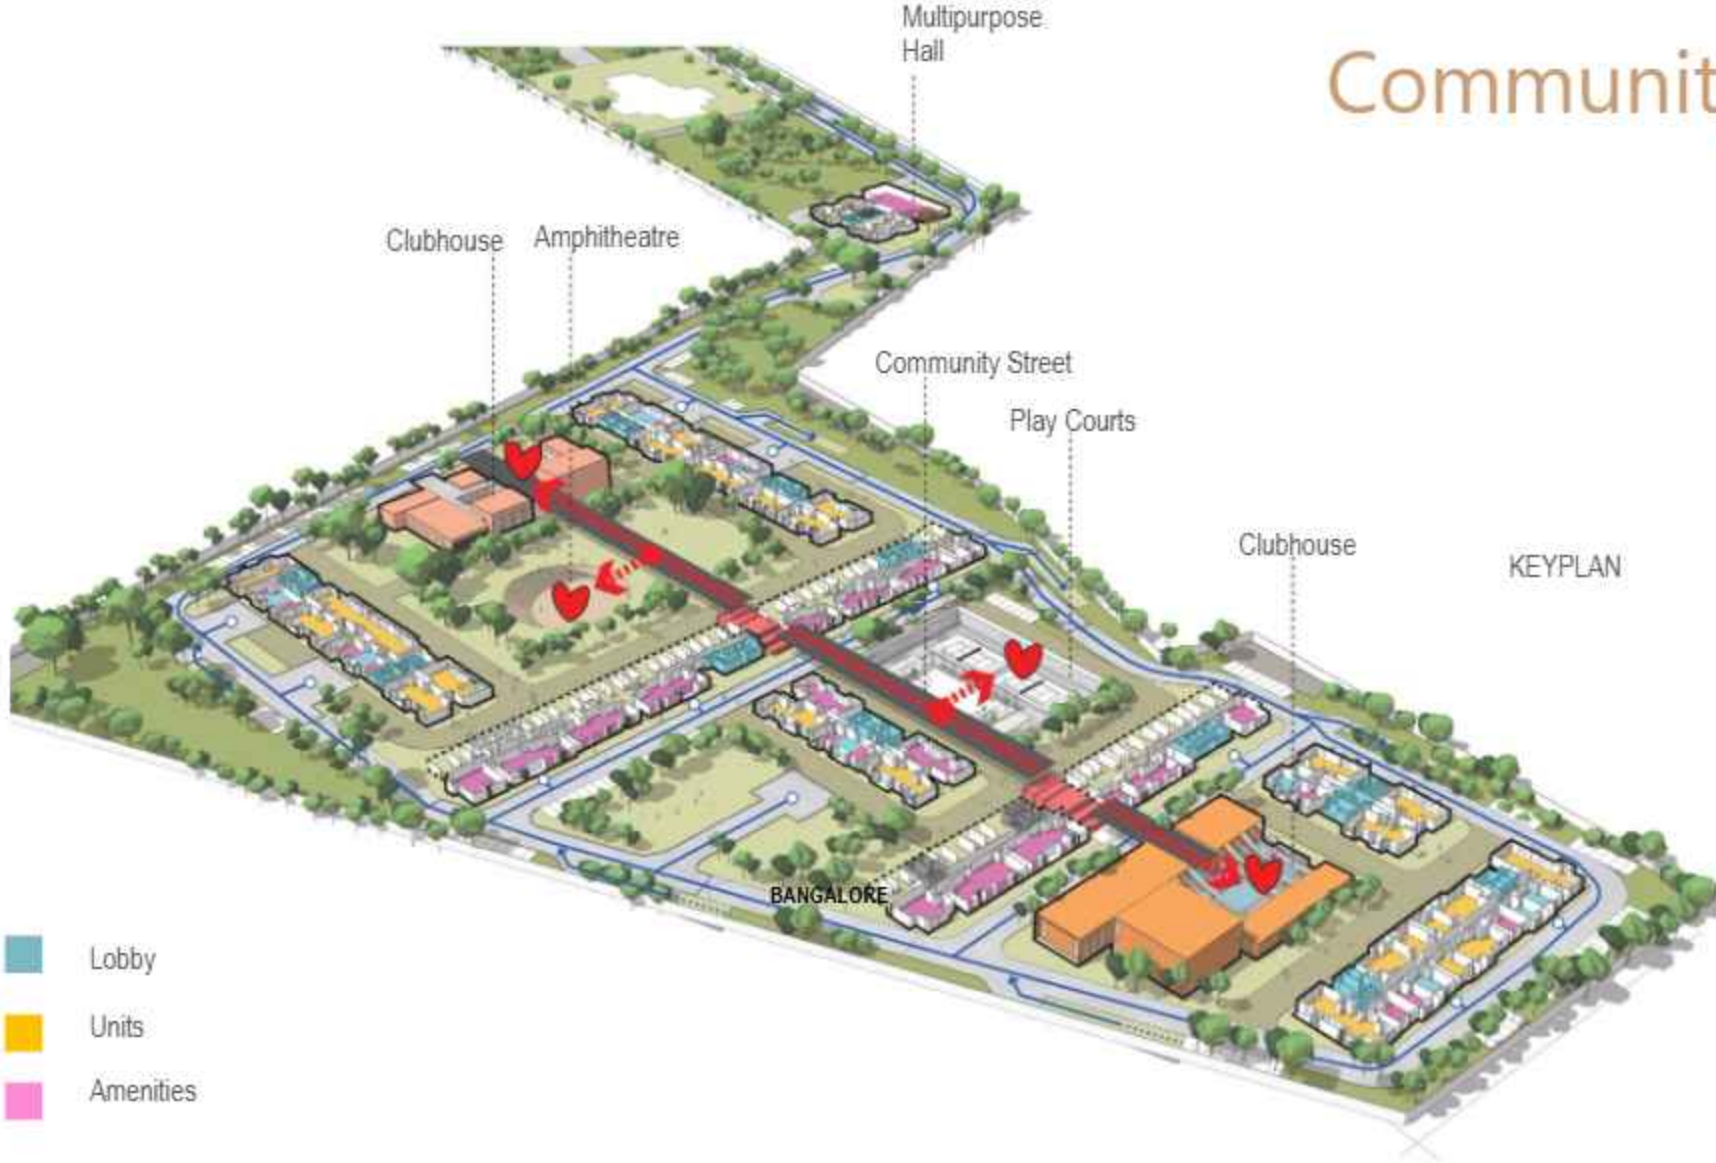 Multipurpose
Hall
Communit
Clubhouse
Amphitheatre
Community Street
Play Courts
Clubhouse
KEYPLAN
BANGALORE
Lobby
Units
Amenities